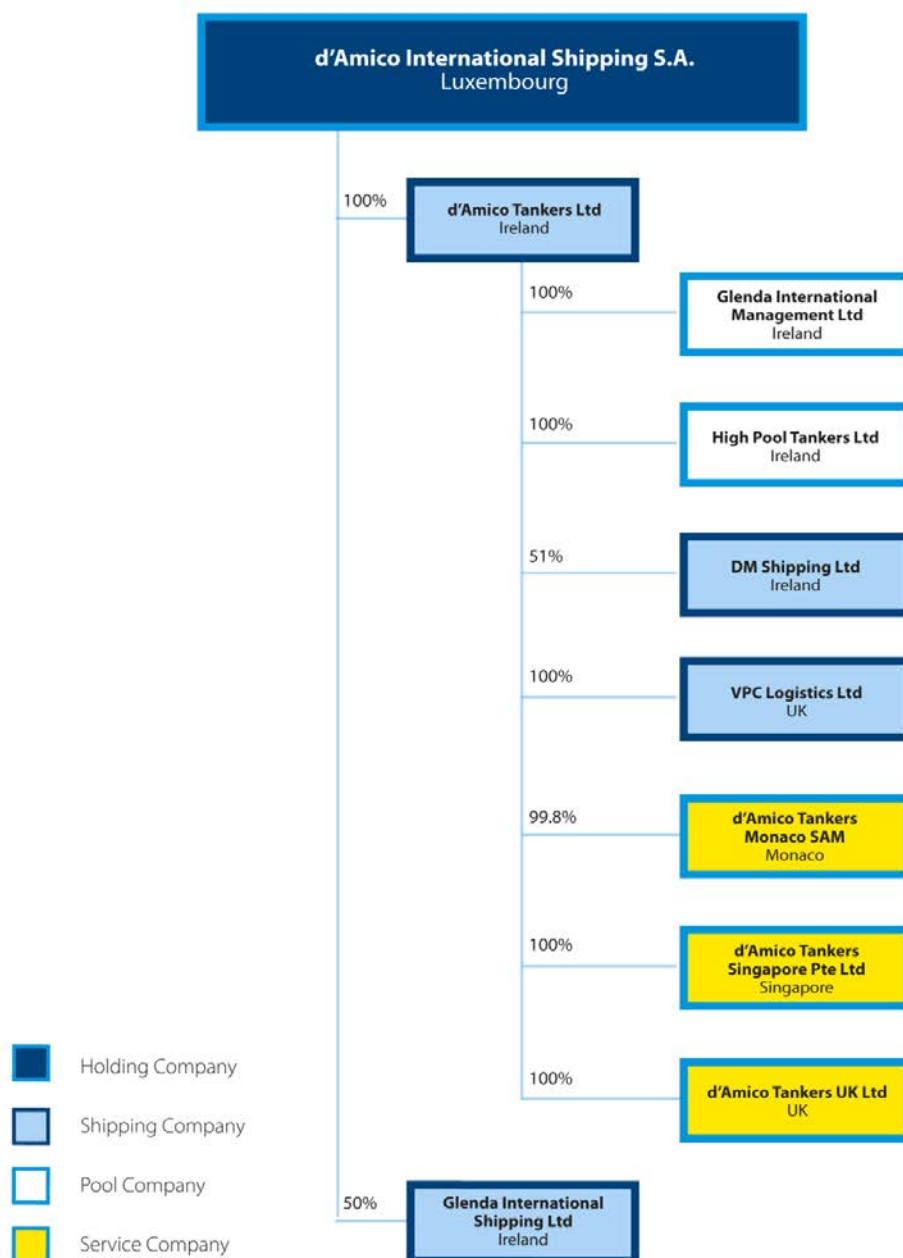 d’Amico International Shipping S.A.
Luxembourg
100%
d’Amico Tankers Ltd
Ireland
100%
Glenda International
Management Ltd
Ireland
100%
High Pool Tankers Ltd
Ireland
51%
DM Shipping Ltd
Ireland
100%
VPC Logistics Ltd
UK
99.8%
d’Amico Tankers
Monaco SAM
Monaco
100%
d’Amico Tankers
Singapore Pte Ltd
Singapore
100%
d’Amico Tankers UK Ltd
UK
50%
Glenda International
Shipping Ltd
Ireland
Holding Company
Shipping Company
Pool Company
Service Company